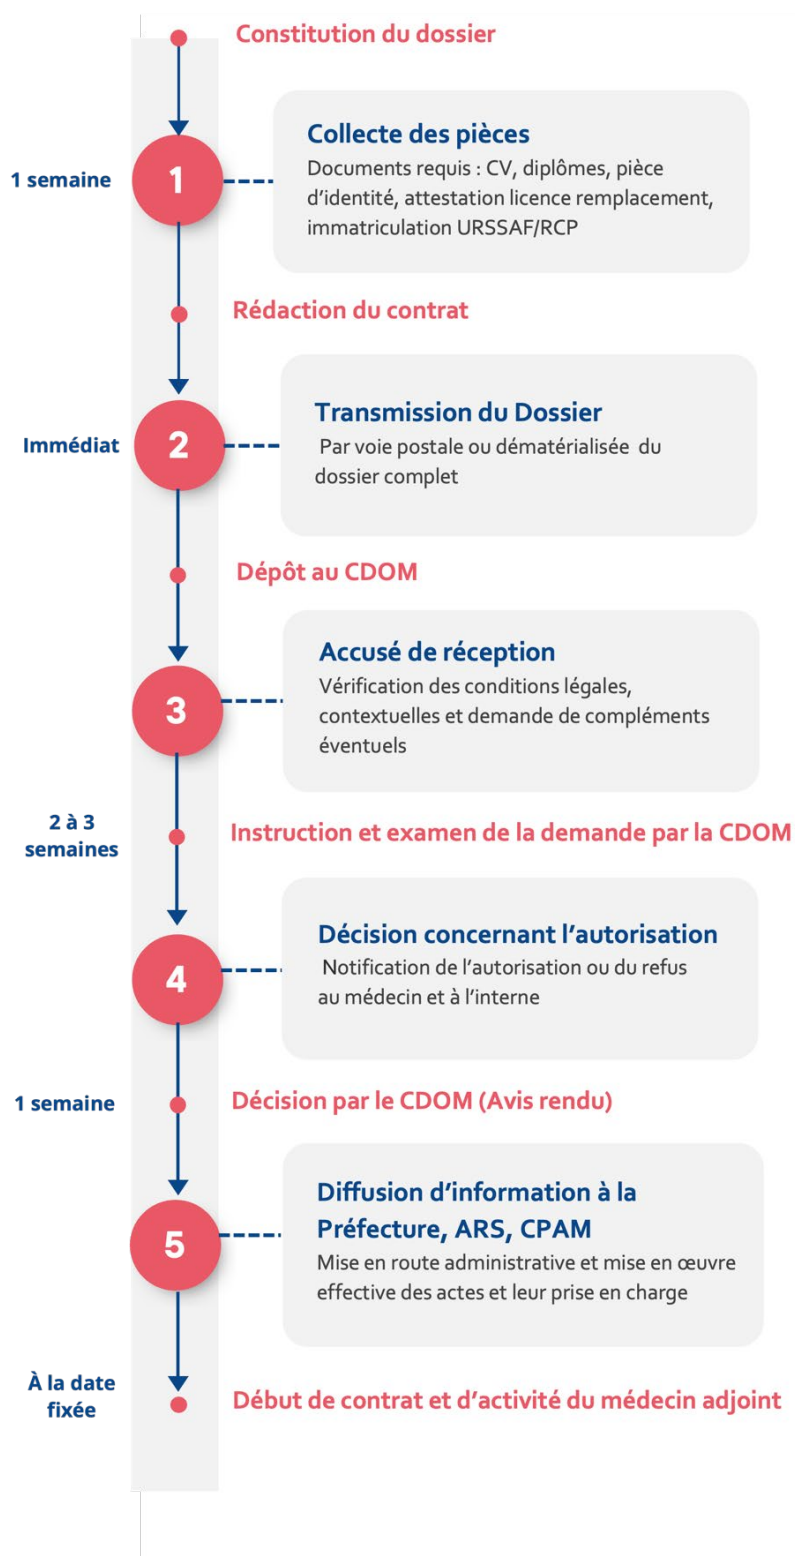 Constitution du dossier
Collecte des pièces
1 semaine
1
Documents requis : CV, diplômes, pièce
d'identité, attestation licence remplacement,
immatriculation URSSAF/RCP
Rédaction du contrat
Transmission du Dossier
Immédiat
2
Par voie postale ou dématérialisée du
dossier complet
Dépôt au CDOM
Accusé de réception
3
Vérification des conditions légales,
contextuelles et demande de compléments
éventuels
2 à 3
semaines
Instruction et examen de la demande par la CDOM
Décision concernant l'autorisation
4
Notification de l'autorisation ou du refus
au médecin et à l'interne
1 semaine
Décision par le CDOM (Avis rendu)
Diffusion d'information à la
Préfecture, ARS, CPAM
5
Mise en route administrative et mise en œuvre
effective des actes et leur prise en charge
À la date
fixée
Début de contrat et d'activité du médecin adjoint